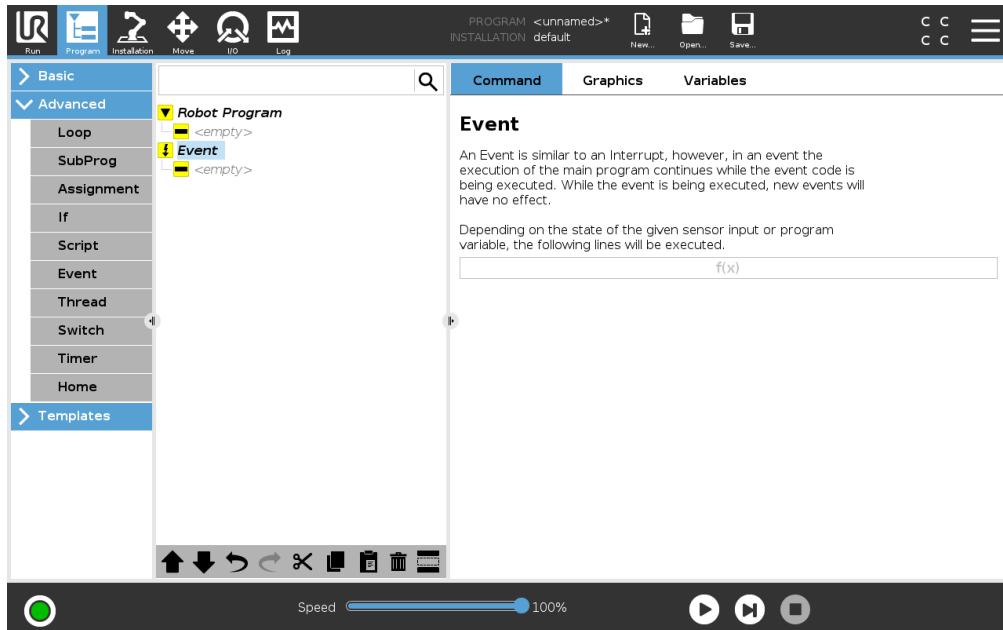 UR
PROGRAM <unnamed>*
INSTALLATION default
Run
Program
Installation
Move
I/O
Log
New...
Open...
Save...
C C
C C
Basic
Advanced
Loop
SubProg
Assignment
If
Script
Event
Thread
Switch
Timer
Home
Templates
Robot Program
<empty>
Event
<empty>
Command
Graphics
Variables
Event
An Event is similar to an Interrupt, however, in an event the
execution of the main program continues while the event code is
being executed. While the event is being executed, new events will
have no effect.
Depending on the state of the given sensor input or program
variable, the following lines will be executed.
f(x)
Speed
100%